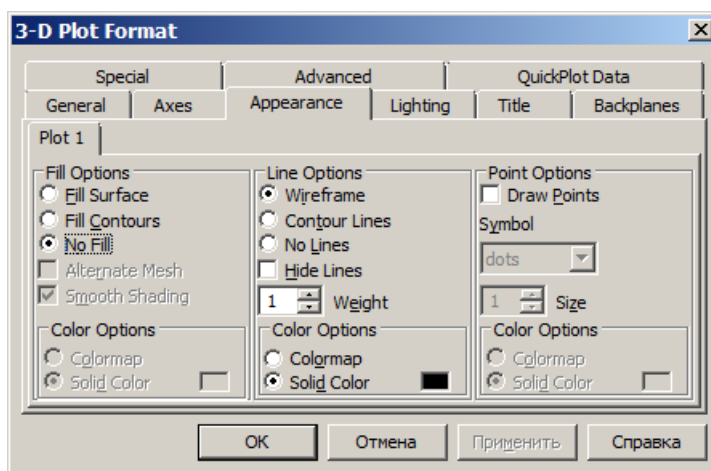 3-D Plot Format
Special Advanced QuickPlot Data
General Axes Appearance Lighting Title Backplanes
Plot 1
Fill Options
Fill Surface
Fill Contours
No Fill
Alternate Mesh
Smooth Shading
Color Options
Colormap
Solid Color
Line Options
Wireframe
Contour Lines
No Lines
Hide Lines
1 Weight
Color Options
Colormap
Solid Color
Point Options
Draw Points
Symbol
dots
1 Size
Color Options
Colormap
Solid Color
OK Отмена Применить Справка